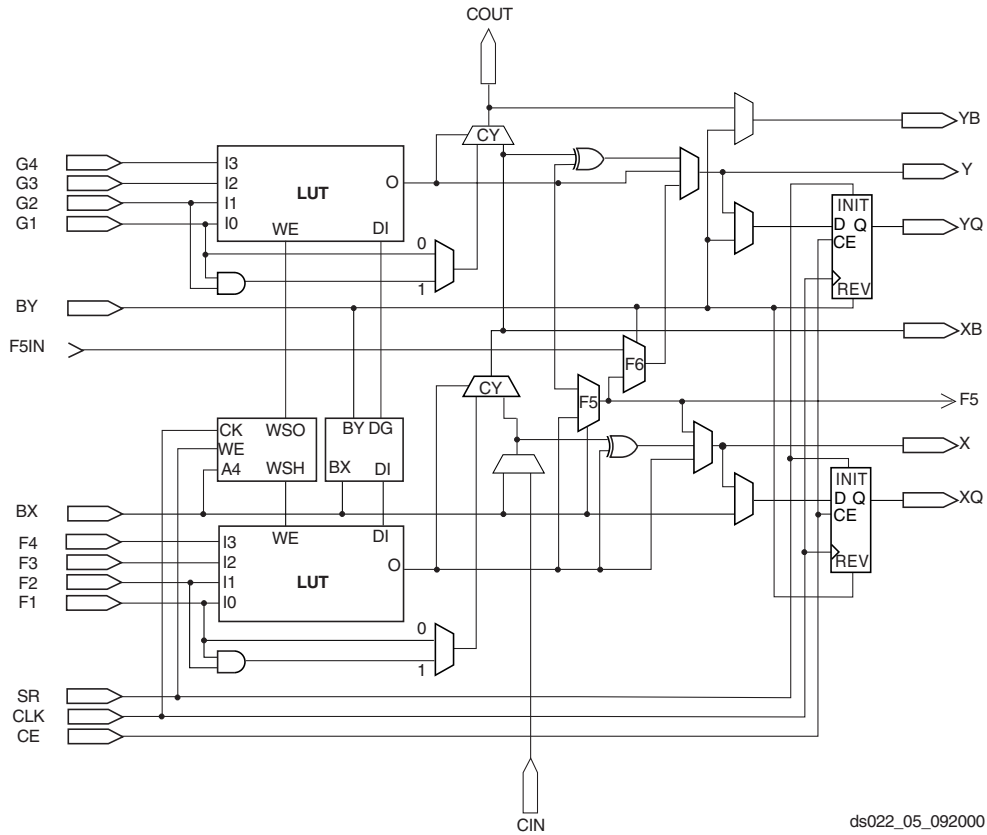 COUT
CY
YB
G4
G3
G2
G1
I3
I2
I1
I0
LUT
O
WE
DI
0
1
Y
INIT
D Q
CE
REV
YQ
BY
F5IN
XB
F6
CY
F5
F5
CK
WE
A4
WSO
WSH
BY DG
BX
DI
X
INIT
D Q
CE
REV
XQ
BX
F4
F3
F2
F1
I3
I2
I1
I0
WE
DI
LUT
O
0
1
SR
CLK
CE
CIN
ds022_05_092000